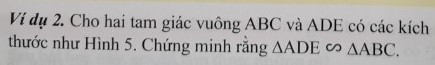 Ví dụ 2. Cho hai tam giác vuông ABC và ADE có các kích
thước như Hình 5. Chứng minh rằng ΔADE ∽ ΔABC.